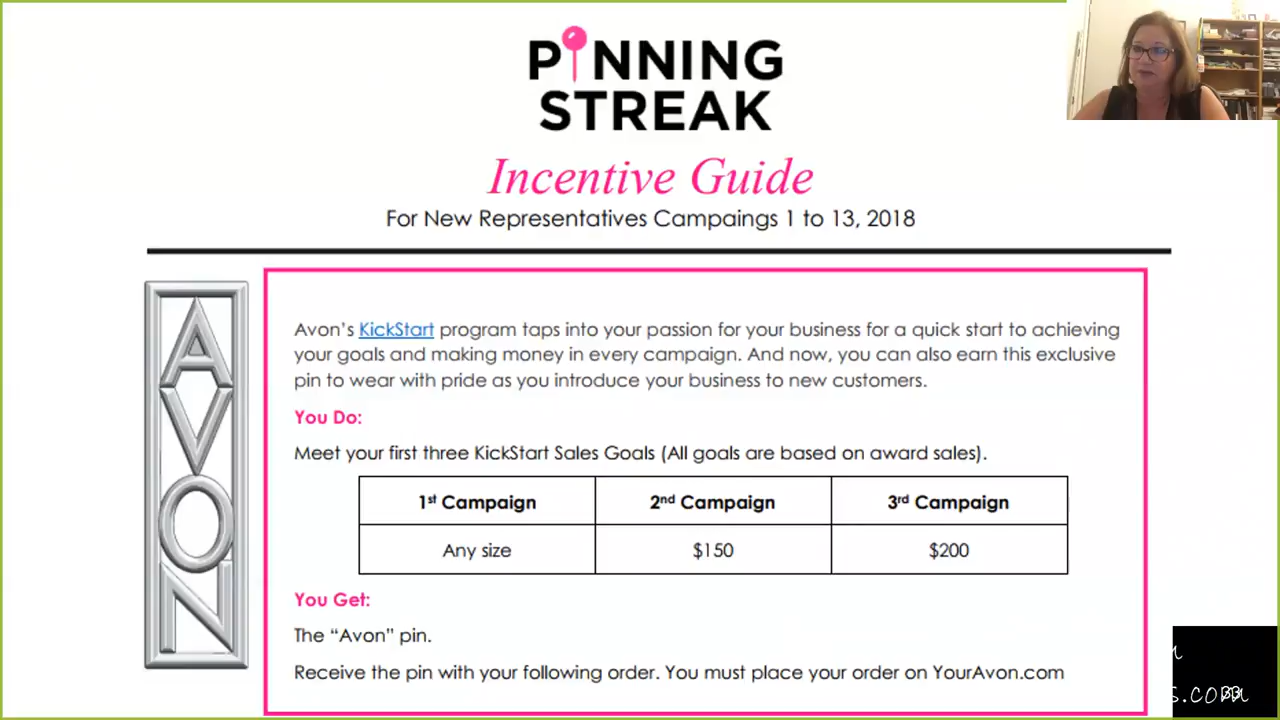 PINNING
STREAK
Incentive Guide
For New Representatives Campaings 1 to 13, 2018
AVON
Avon’s KickStart program taps into your passion for your business for a quick start to achieving
your goals and making money in every campaign. And now, you can also earn this exclusive
pin to wear with pride as you introduce your business to new customers.
You Do:
Meet your first three KickStart Sales Goals (All goals are based on award sales).
1st Campaign 2nd Campaign 3rd Campaign
Any size $150 $200
You Get:
The “Avon” pin.
Receive the pin with your following order. You must place your order on YourAvon.com
s.com
33